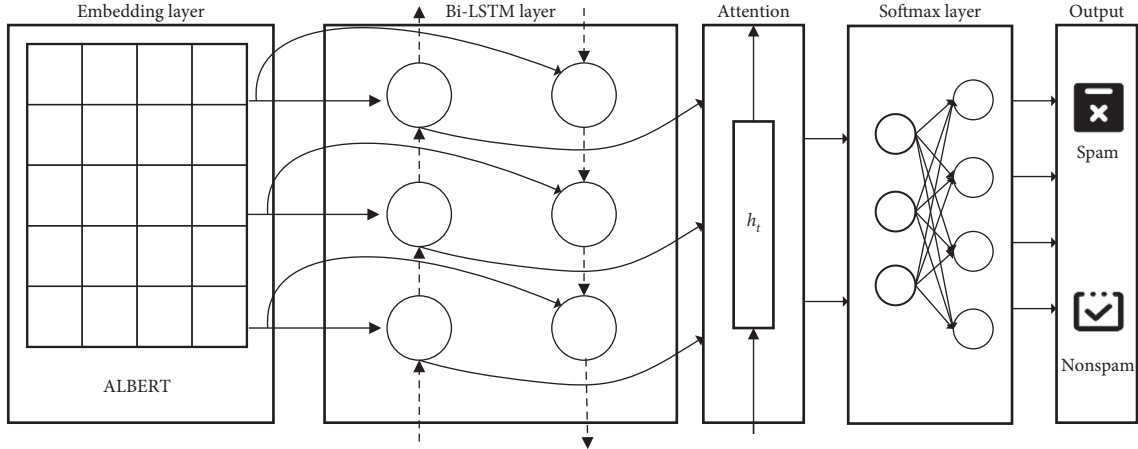 Embedding layer
Bi-LSTM layer
Attention
Softmax layer
Output
Spam
h_t
Nonspam
ALBERT